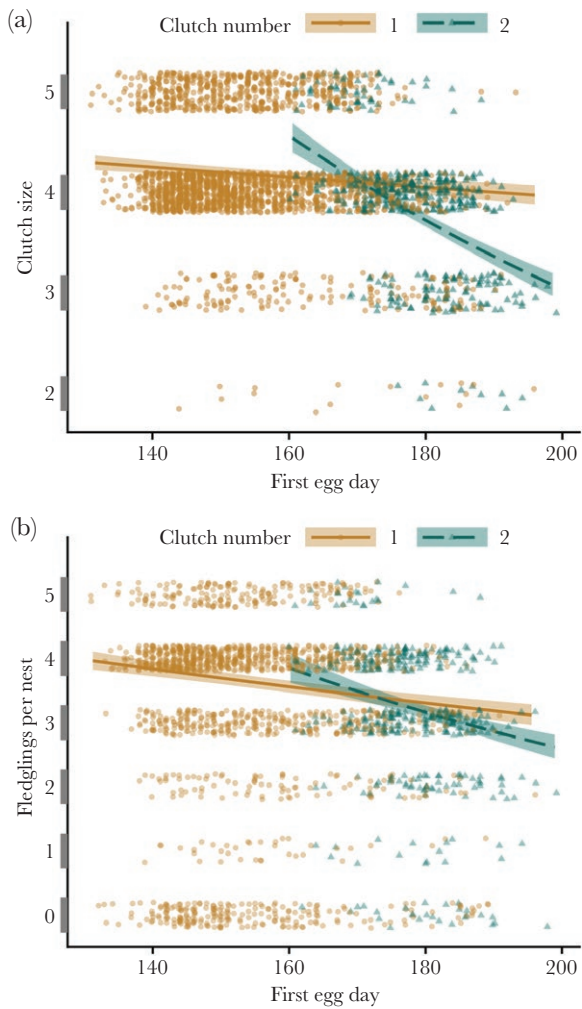 (a)
Clutch number 1 2
5
4
3
2
Clutch size
140 160 180 200
First egg day
(b)
Clutch number 1 2
5
4
3
2
1
0
Fledglings per nest
140 160 180 200
First egg day